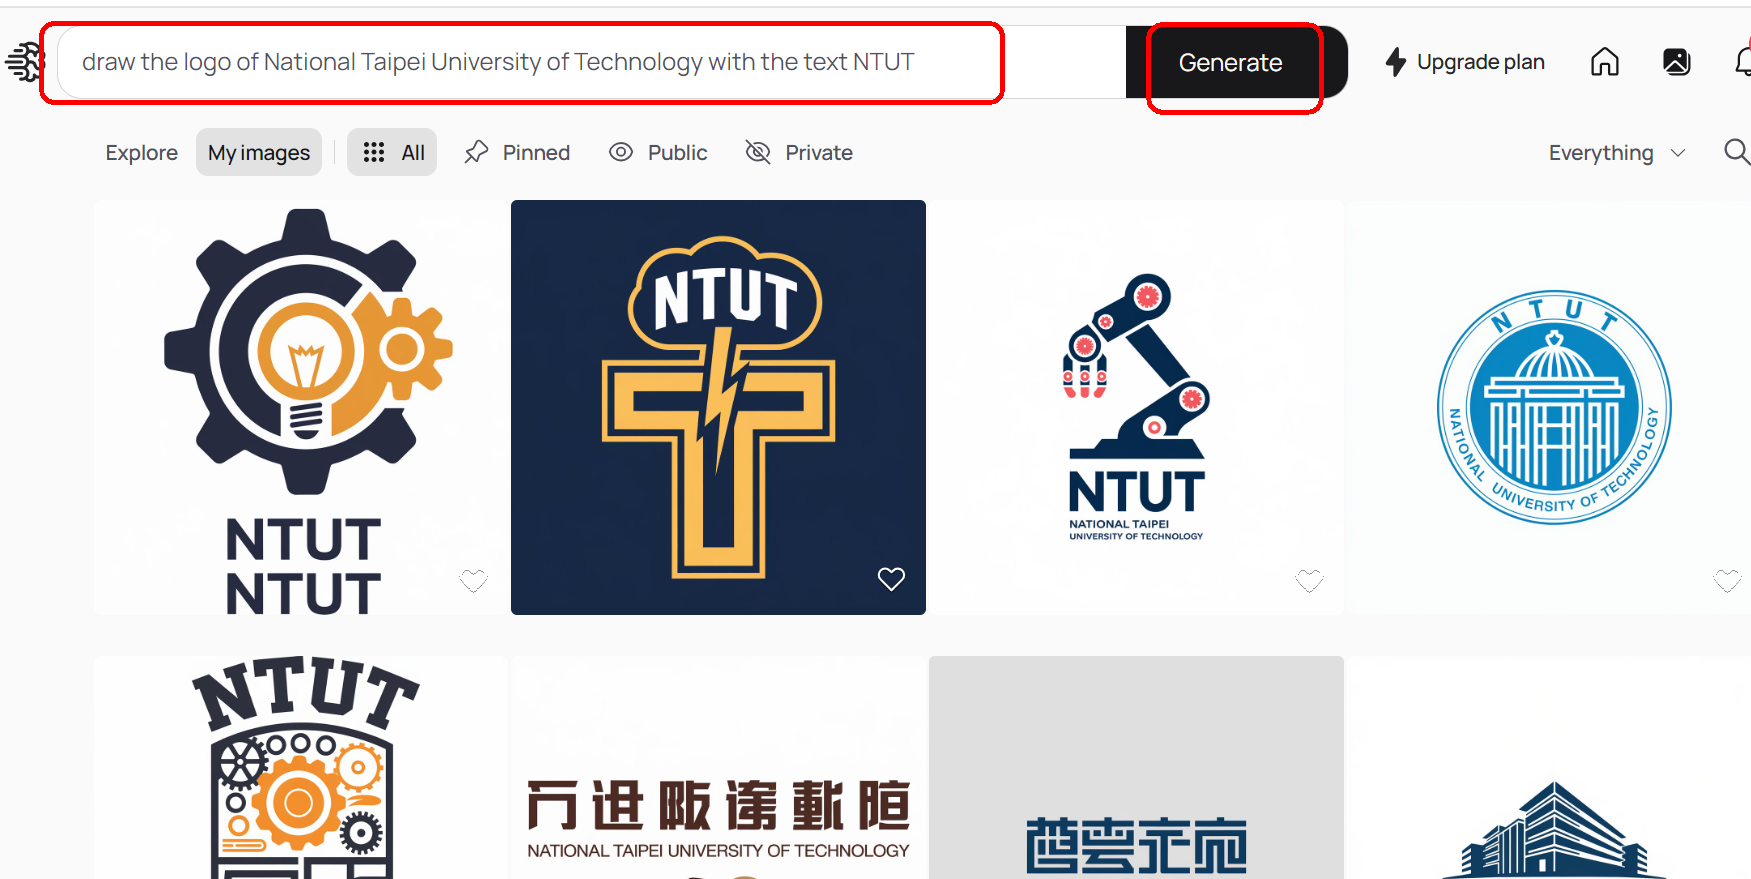 draw the logo of National Taipei University of Technology with the text NTUT
Generate
Upgrade plan
Explore
My images
All
Pinned
Public
Private
Everything
NTUT
NTUT
NTUT
NTUT
NATIONAL TAIPEI
UNIVERSITY OF TECHNOLOGY
NTUT
NATIONAL UNIVERSITY OF TECHNOLOGY
NTUT
NATIONAL TAIPEI UNIVERSITY OF TECHNOLOGY